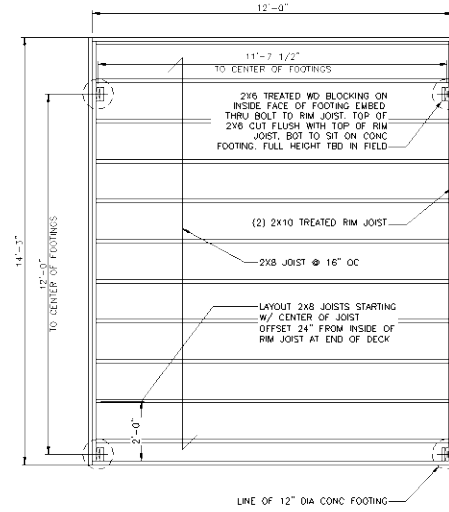 12'-0"
11'-7 1/2"
TO CENTER OF FOOTINGS
2X6 TREATED WD BLOCKING ON
INSIDE FACE OF FOOTING EMBED
THRU BOLT TO RIM JOIST. TOP OF
2X6 CUT FLUSH WITH TOP OF RIM
JOIST, BOT TO SIT ON CONC
FOOTING. FULL HEIGHT TBD IN FIELD
14'-3"
12'-0"
TO CENTER OF FOOTINGS
(2) 2X10 TREATED RIM JOIST
2X8 JOIST @ 16" OC
LAYOUT 2X8 JOISTS STARTING
W/ CENTER OF JOIST
OFFSET 24" FROM INSIDE OF
RIM JOIST AT END OF DECK
2'-0"
LINE OF 12" DIA CONC FOOTING